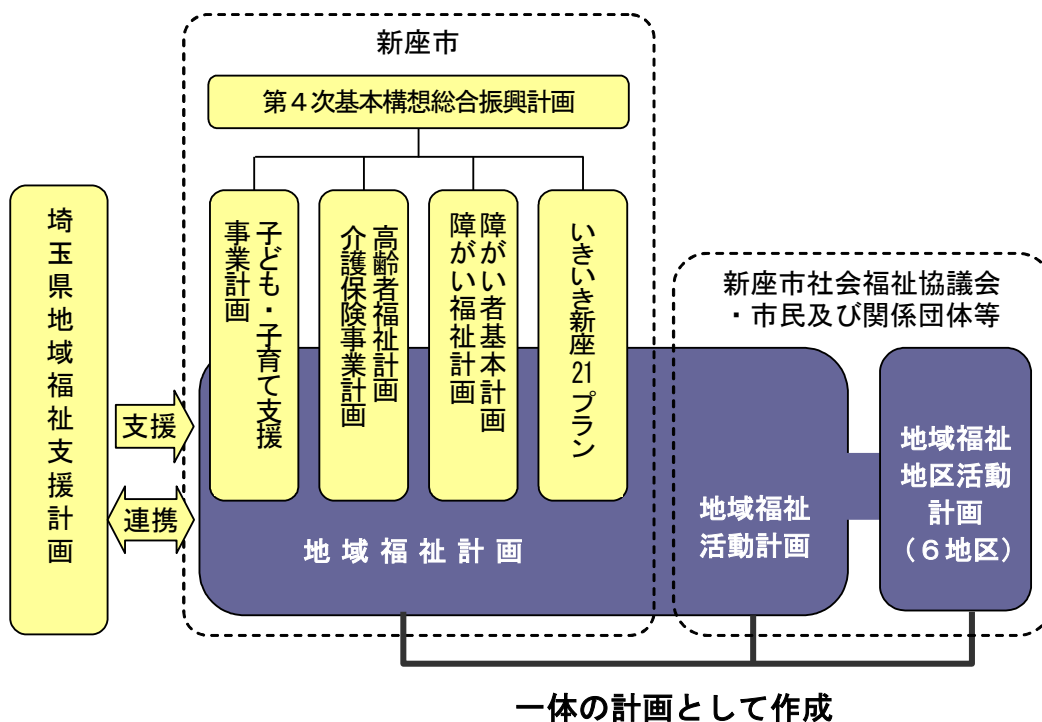 新座市
第４次基本構想総合振興計画
埼玉県地域福祉支援計画
支援
連携
子ども・子育て支援
事業計画
高齢者福祉計画
介護保険事業計画
障がい者基本計画
障がい福祉計画
いきいき新座21プラン
地域福祉計画
新座市社会福祉協議会
・市民及び関係団体等
地域福祉
活動計画
地域福祉
地区活動
計画
（６地区）
一体の計画として作成